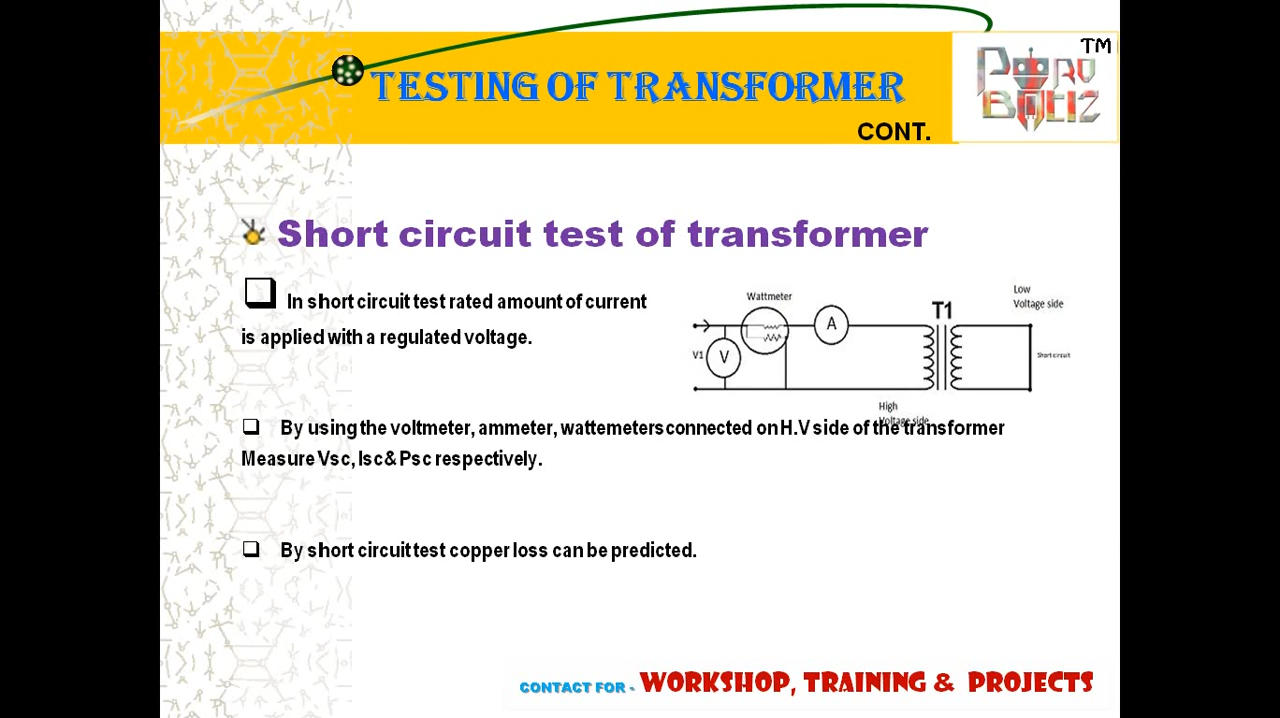 TM
PORO
BOTIZ
TESTING OF TRANSFORMER
CONT.
Short circuit test of transformer
In short circuit test rated amount of current
is applied with a regulated voltage.
Wattmeter
A
V1
V
T1
Low
Voltage side
Short circuit
High
Voltage side
By using the voltmeter, ammeter, wattemeters connected on H.V side of the transformer
Measure Vsc, Isc & Psc respectively.
By short circuit test copper loss can be predicted.
CONTACT FOR - WORKSHOP, TRAINING & PROJECTS